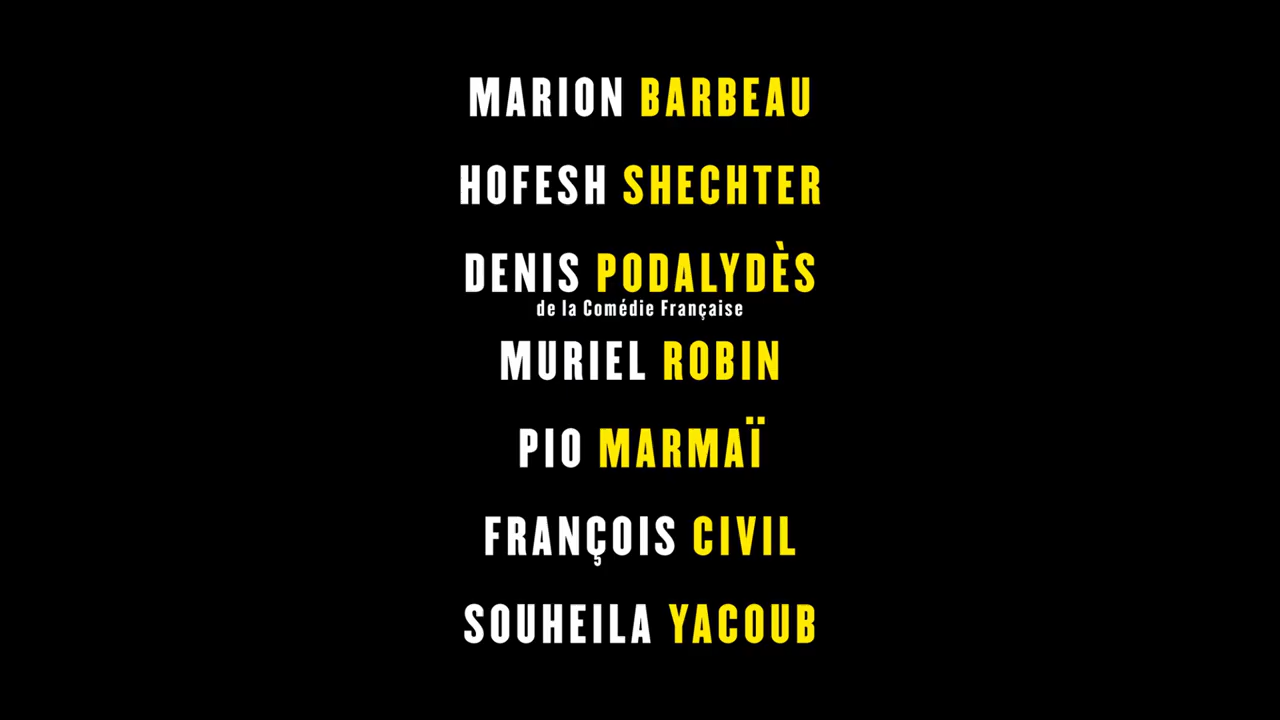 MARION BARBEAU
HOFESH SHECHTER
DENIS PODALYDÈS
de la Comédie Française
MURIEL ROBIN
PIO MARMAÏ
FRANÇOIS CIVIL
SOUHEILA YACOUB